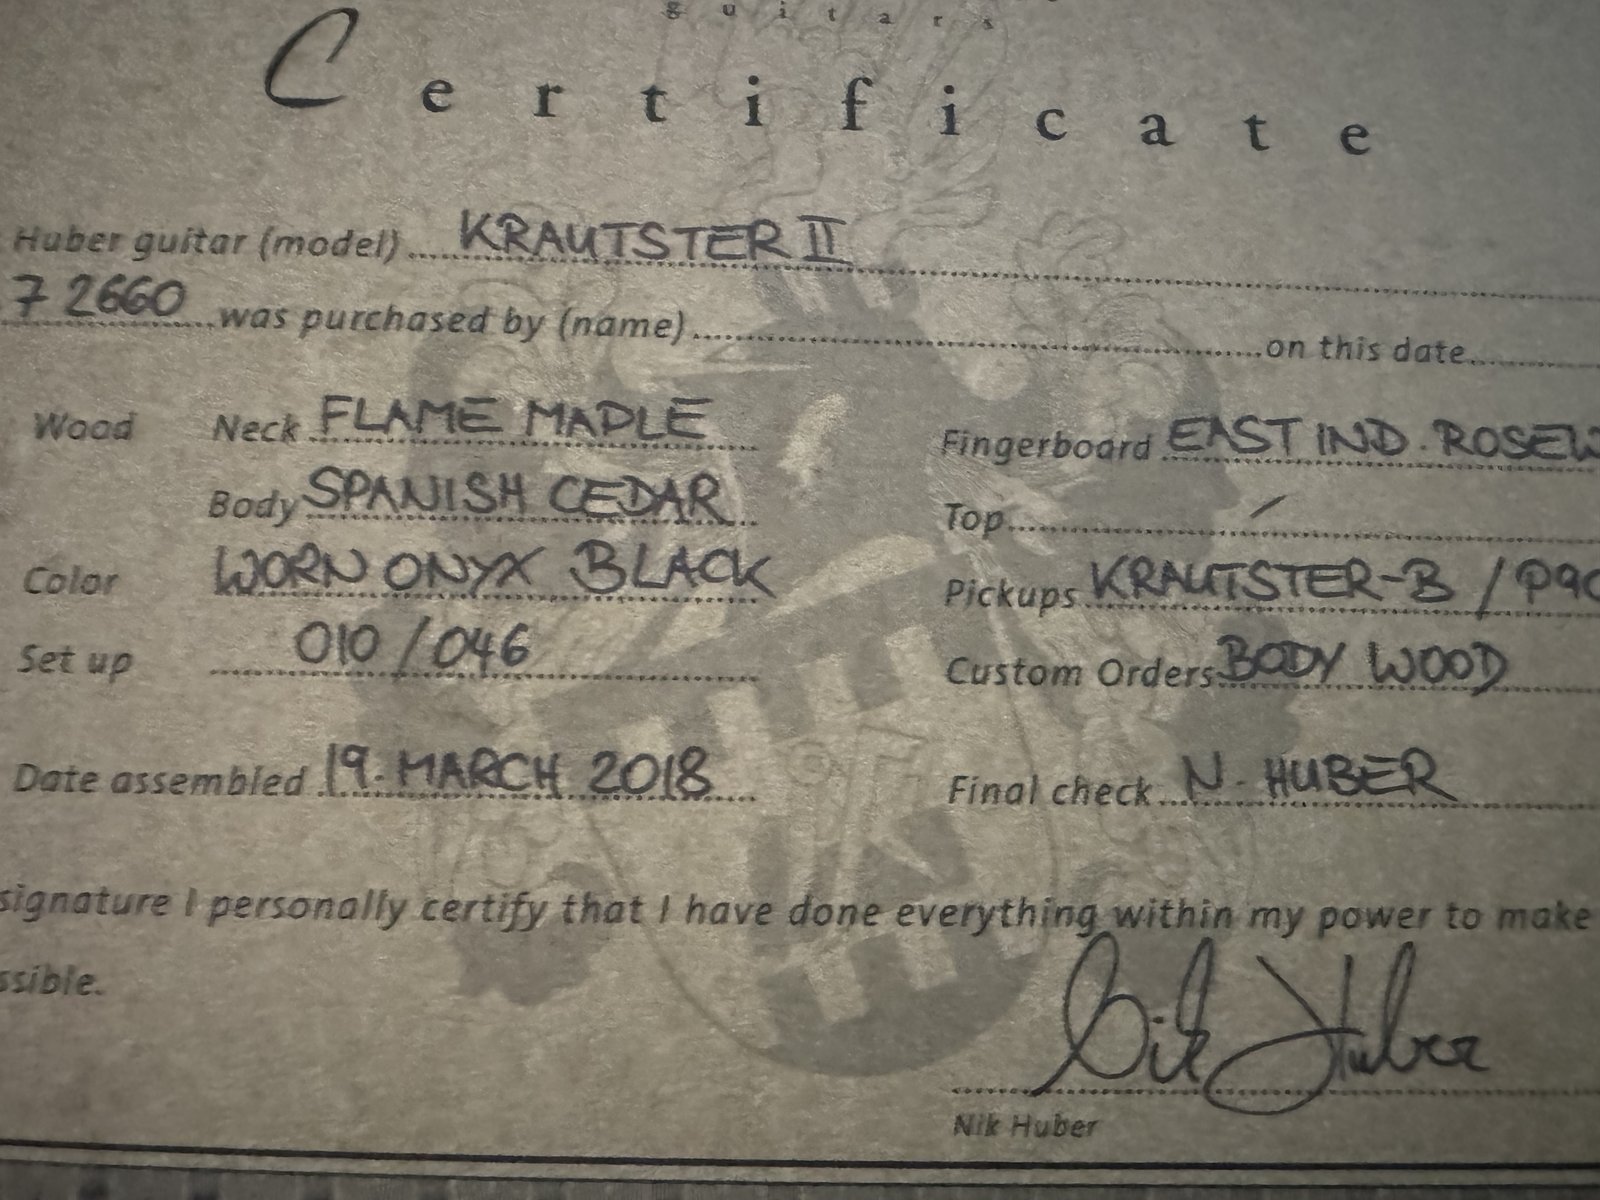 guitars
Certificate
Huber guitar (model) KRAUTSTER II
7 2660 was purchased by (name) on this date
Wood Neck FLAME MAPLE Fingerboard EAST IND. ROSEW
Body SPANISH CEDAR Top /
Color WORN ONYX BLACK Pickups KRAUTSTER-B / P90
Set up 010 / 046 Custom Orders BODY WOOD
Date assembled 19. MARCH 2018 Final check N. HUBER
signature I personally certify that I have done everything within my power to make
ssible.
Nik Huber
Nik Huber